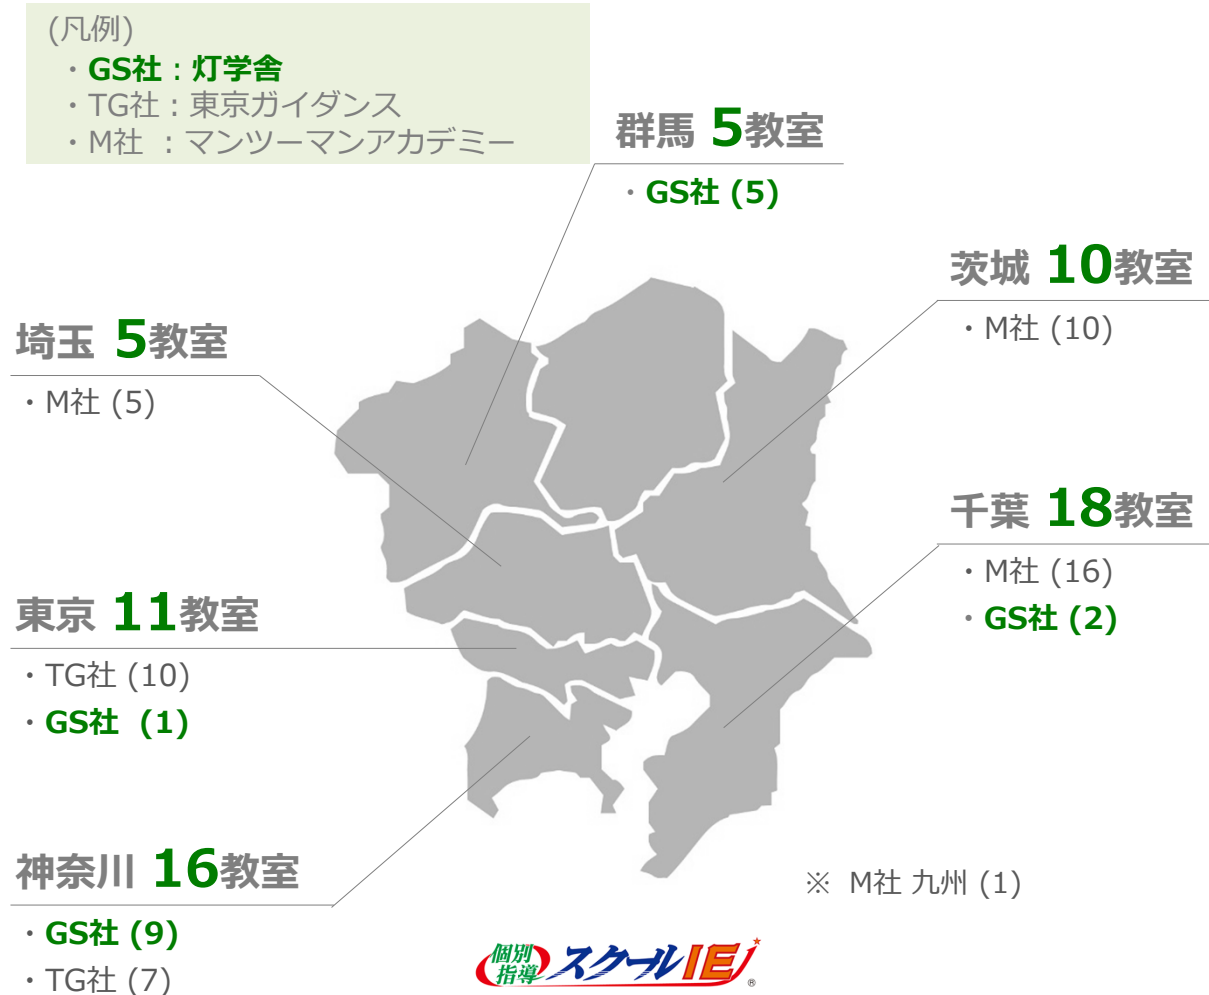 (凡例)
・GS社：灯学舎
・TG社：東京ガイダンス
・M社 ：マンツーマンアカデミー
群馬 5教室
・GS社 (5)
茨城 10教室
・M社 (10)
埼玉 5教室
・M社 (5)
千葉 18教室
・M社 (16)
・GS社 (2)
東京 11教室
・TG社 (10)
・GS社 (1)
神奈川 16教室
・GS社 (9)
・TG社 (7)
※ M社 九州 (1)
個別
指導
スクールIE
®